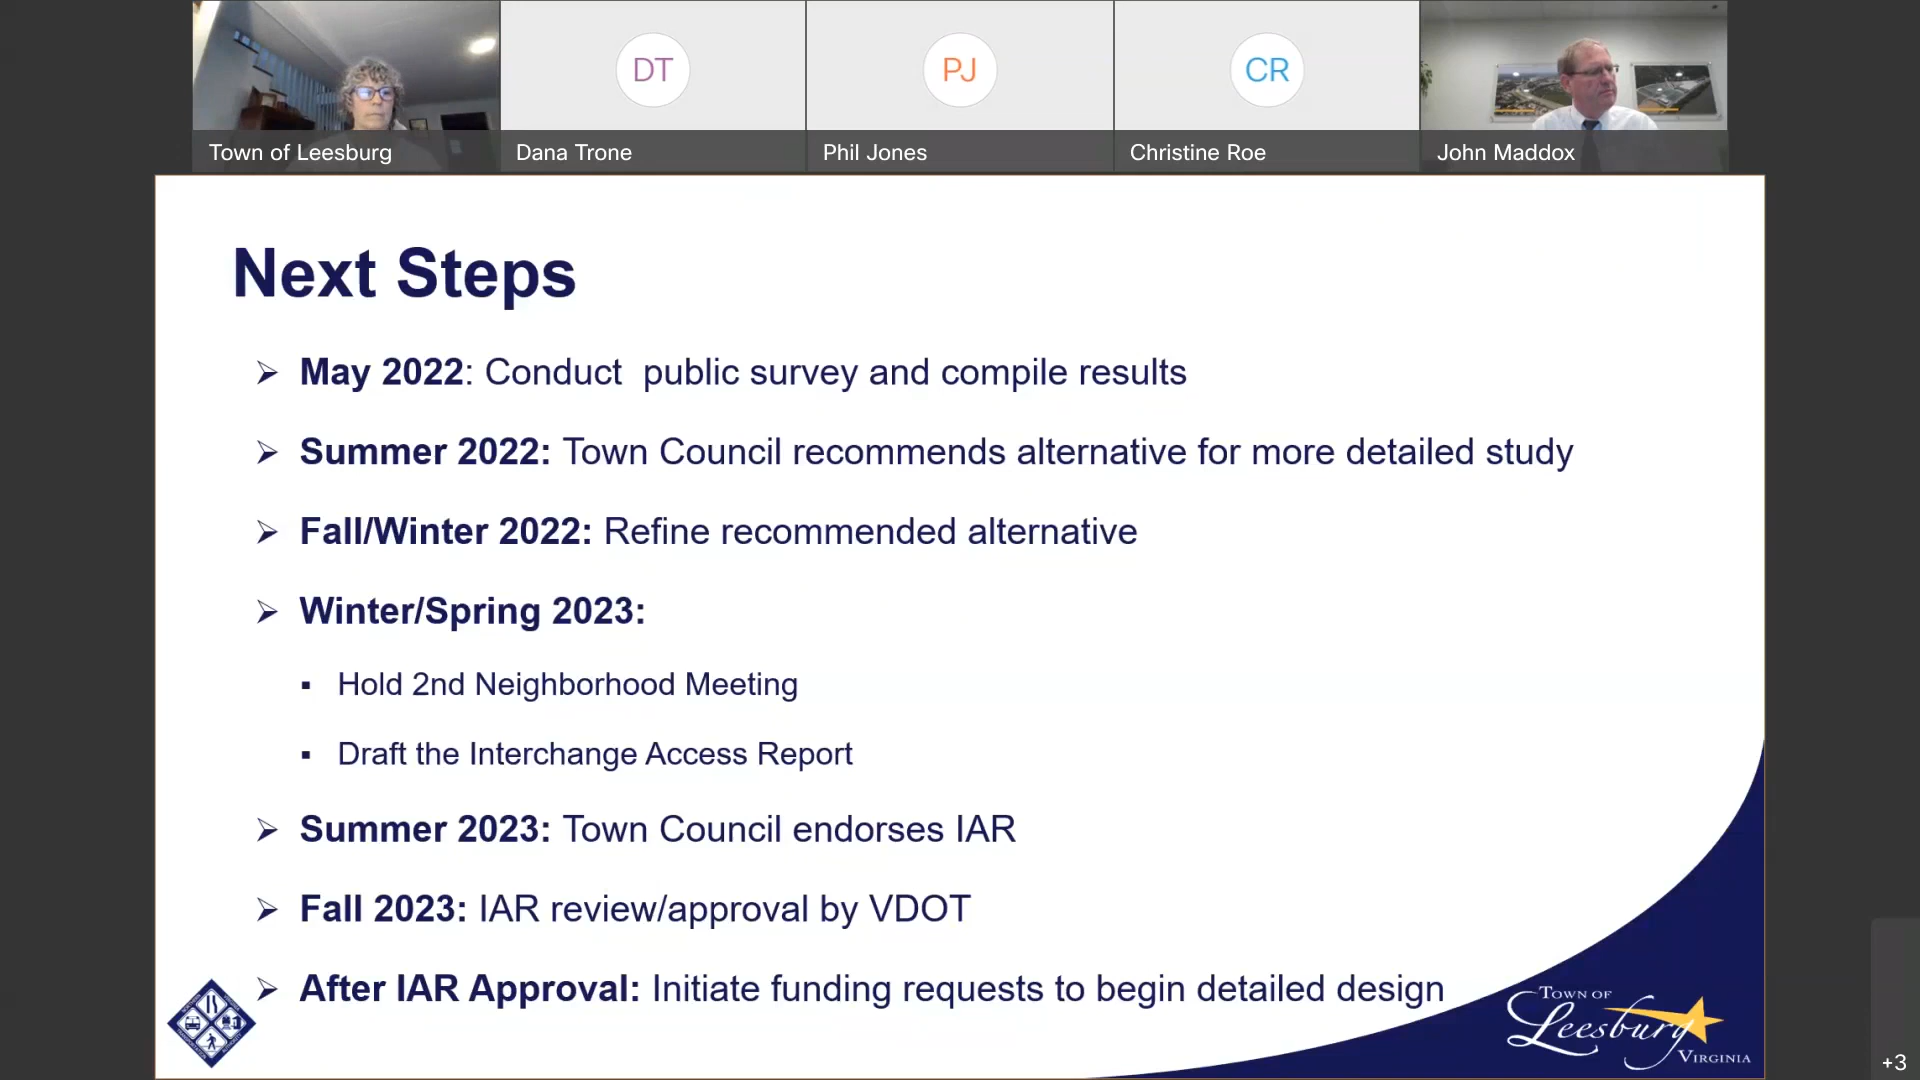 DT
PJ
CR
Town of Leesburg
Dana Trone
Phil Jones
Christine Roe
John Maddox
Next Steps
➢ May 2022: Conduct  public survey and compile results
➢ Summer 2022: Town Council recommends alternative for more detailed study
➢ Fall/Winter 2022: Refine recommended alternative
➢ Winter/Spring 2023:
▪ Hold 2nd Neighborhood Meeting
▪ Draft the Interchange Access Report
➢ Summer 2023: Town Council endorses IAR
➢ Fall 2023: IAR review/approval by VDOT
➢ After IAR Approval: Initiate funding requests to begin detailed design
TOWN OF
Leesburg
VIRGINIA
+3